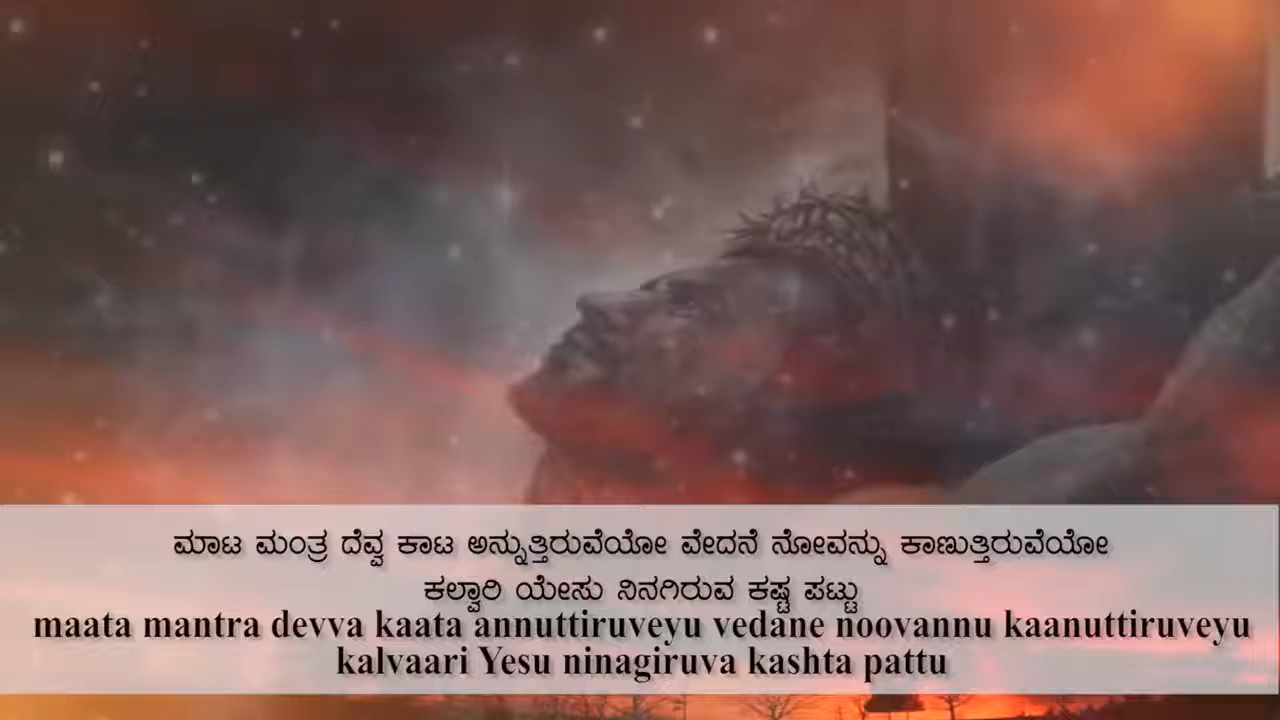 ಮಾಟ ಮಂತ್ರ ದೆವ್ವ ಕಾಟ ಅನ್ನುತ್ತಿರುವೆಯೋ ವೇದನೆ ನೋವನ್ನು ಕಾಣುತ್ತಿರುವೆಯೋ
ಕಲ್ವಾರಿ ಯೇಸು ನಿನಗಿರುವ ಕಷ್ಟ ಪಟ್ಟು
maata mantra devva kaata annuttiruveyu vedane noovannu kaanuttiruveyu
kalvaari Yesu ninagiruva kashta pattu